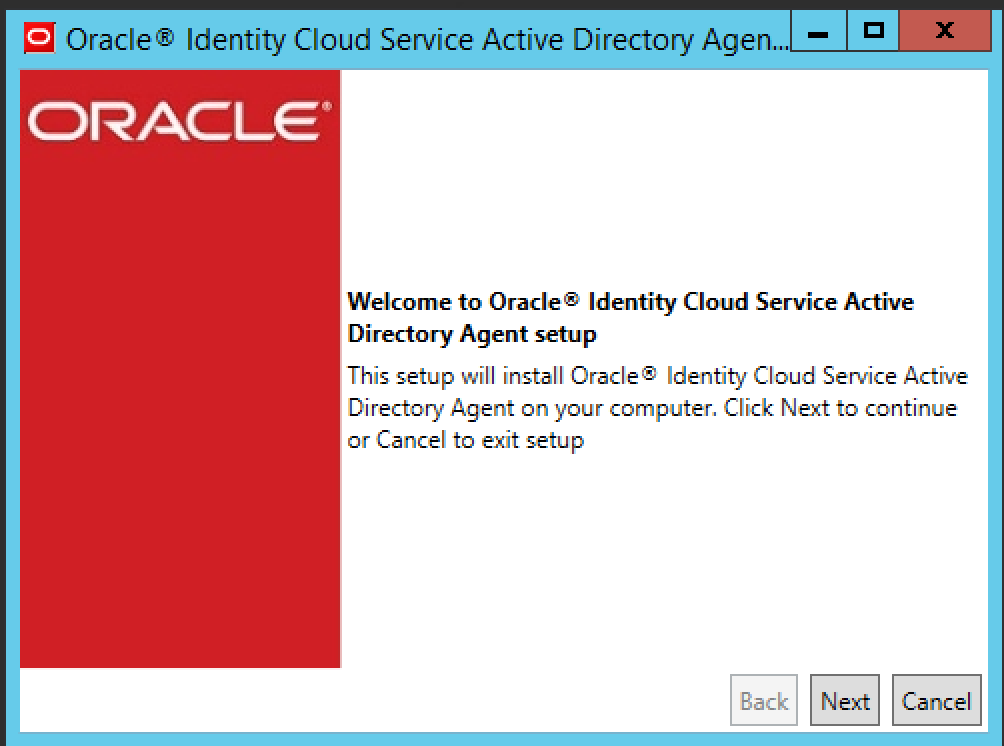 Oracle® Identity Cloud Service Active Directory Agen...
ORACLE®
Welcome to Oracle® Identity Cloud Service Active
Directory Agent setup
This setup will install Oracle® Identity Cloud Service Active
Directory Agent on your computer. Click Next to continue
or Cancel to exit setup
Back Next Cancel